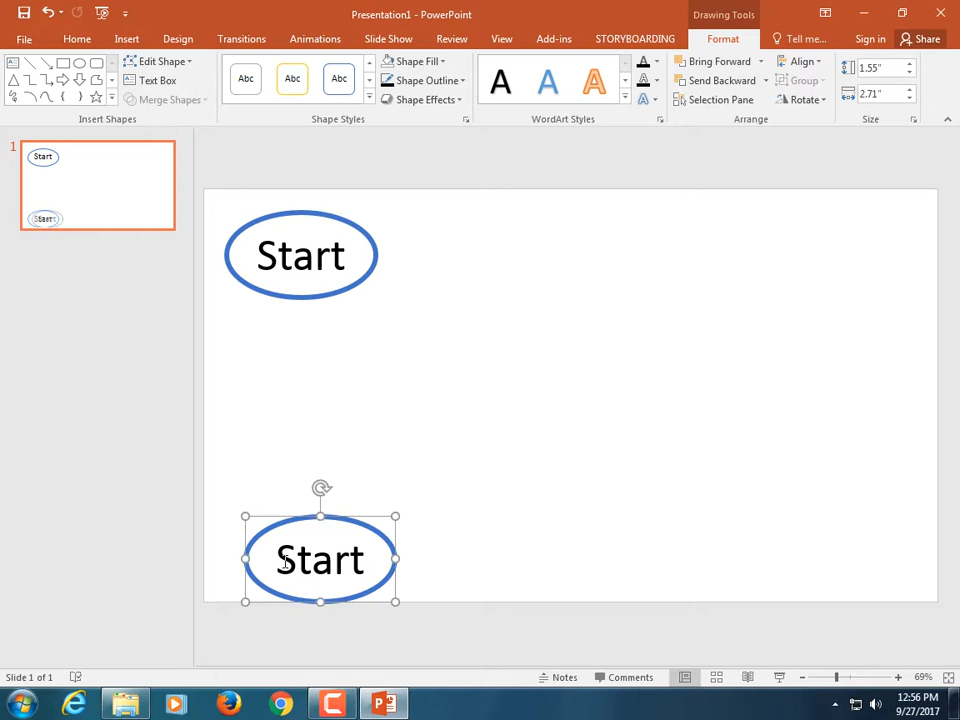 Presentation1 - PowerPoint
Drawing Tools
File Home Insert Design Transitions Animations Slide Show Review View Add-ins STORYBOARDING Format Tell me... Sign in Share
Edit Shape
Text Box
Merge Shapes
Insert Shapes
Abc Abc Abc
Shape Fill
Shape Outline
Shape Effects
Shape Styles
A A A
A
A
A
WordArt Styles
Bring Forward
Send Backward
Selection Pane
Align
Group
Rotate
Arrange
1.55"
2.71"
Size
1
Start
Start
Start
Slide 1 of 1
Notes
Comments
69%
12:56 PM
9/27/2017